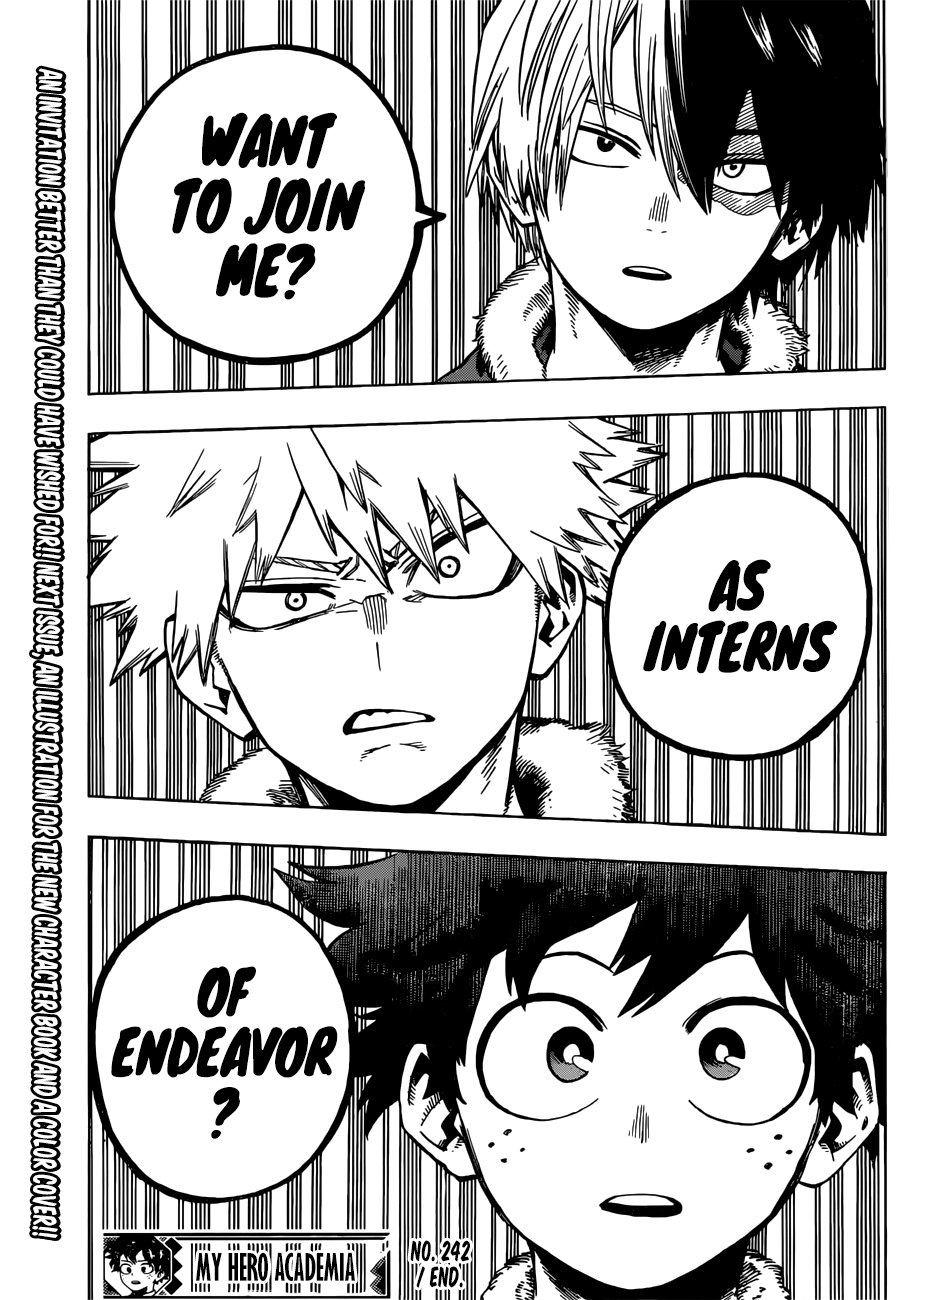 WANT
TO JOIN
ME?
AN INVITATION BETTER THAN THEY COULD HAVE WISHED FOR!! NEXT ISSUE, AN ILLUSTRATION FOR THE NEW CHARACTER BOOK AND A COLOR COVER!!
AS
INTERNS
OF
ENDEAVOR
?
MY HERO ACADEMIA
NO. 242
/ END.